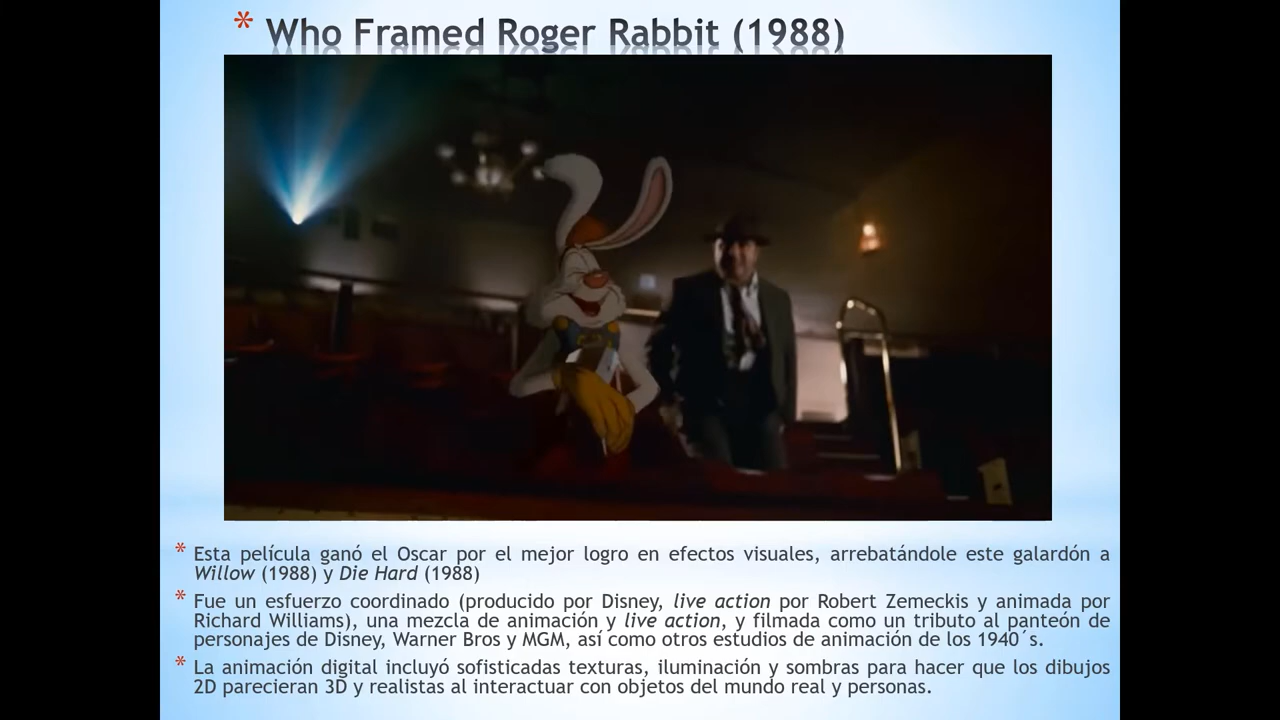 * Who Framed Roger Rabbit (1988)
* Esta película ganó el Oscar por el mejor logro en efectos visuales, arrebatándole este galardón a
Willow (1988) y Die Hard (1988)
* Fue un esfuerzo coordinado (producido por Disney, live action por Robert Zemeckis y animada por
Richard Williams), una mezcla de animación y live action, y filmada como un tributo al panteón de
personajes de Disney, Warner Bros y MGM, así como otros estudios de animación de los 1940´s.
* La animación digital incluyó sofisticadas texturas, iluminación y sombras para hacer que los dibujos
2D parecieran 3D y realistas al interactuar con objetos del mundo real y personas.